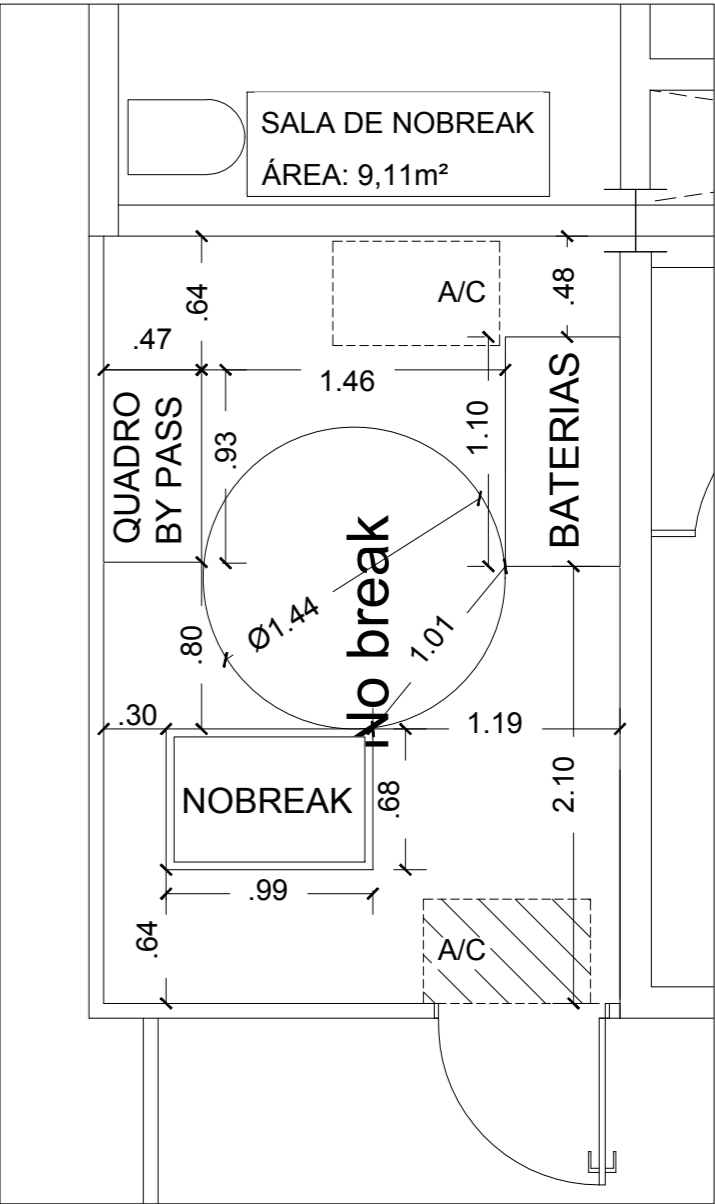 SALA DE NOBREAK
ÁREA: 9,11m²
A/C
.48
.64
.47
1.46
1.10
.93
QUADRO
BY PASS
BATERIAS
No break
Ø1.44
1.01
.80
.30
1.19
NOBREAK
.68
2.10
.99
.64
A/C